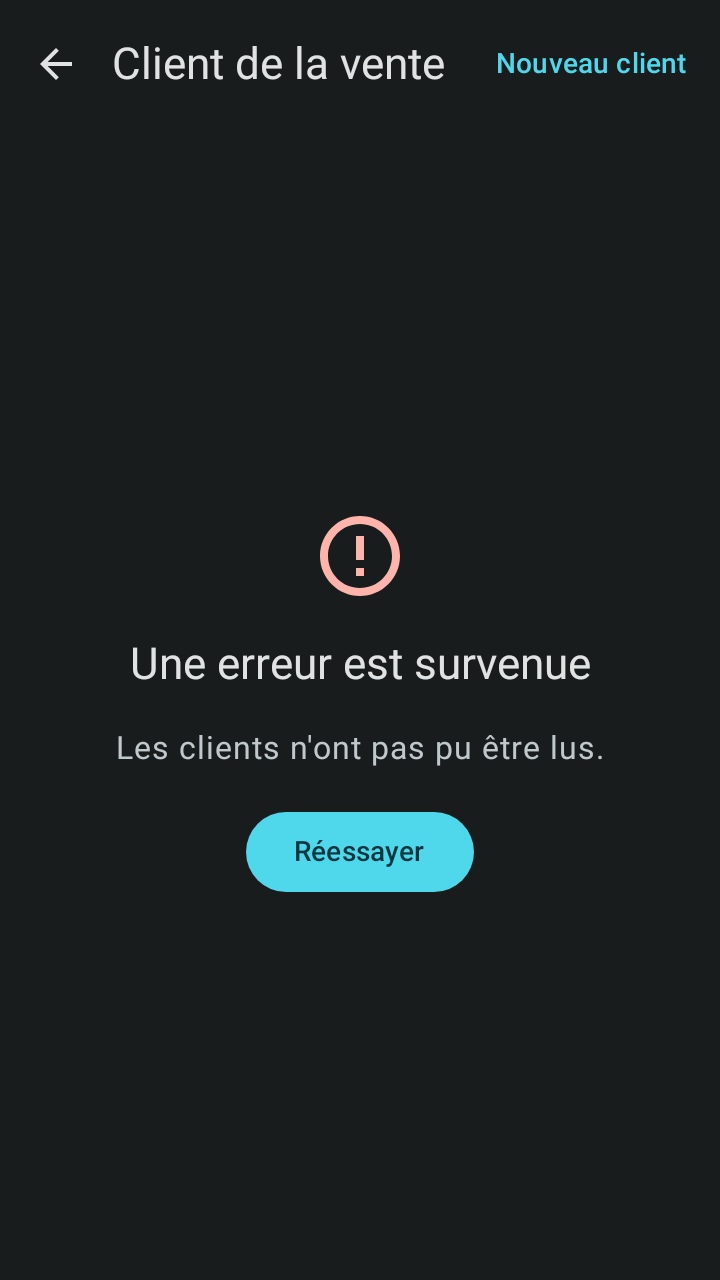 Client de la vente
Nouveau client
Une erreur est survenue
Les clients n'ont pas pu être lus.
Réessayer